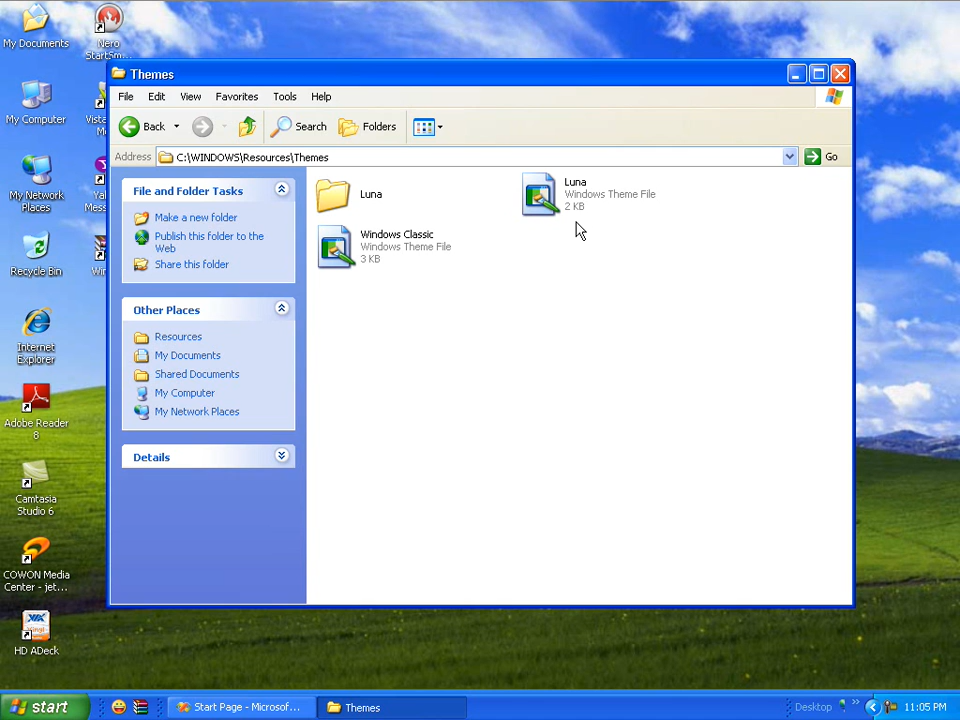 My Documents
Nero
StartSm...
My Computer
Vista
My Network
Places
Recycle Bin
Internet
Explorer
Adobe Reader
8
Camtasia
Studio 6
COWON Media
Center - jet...
HD ADeck
Themes
File Edit View Favorites Tools Help
Back Search Folders
Address C:\WINDOWS\Resources\Themes Go
File and Folder Tasks
Make a new folder
Publish this folder to the
Web
Share this folder
Other Places
Resources
My Documents
Shared Documents
My Computer
My Network Places
Details
Luna
Luna
Windows Theme File
2 KB
Windows Classic
Windows Theme File
3 KB
start
Start Page - Microsof...
Themes
Desktop
11:05 PM